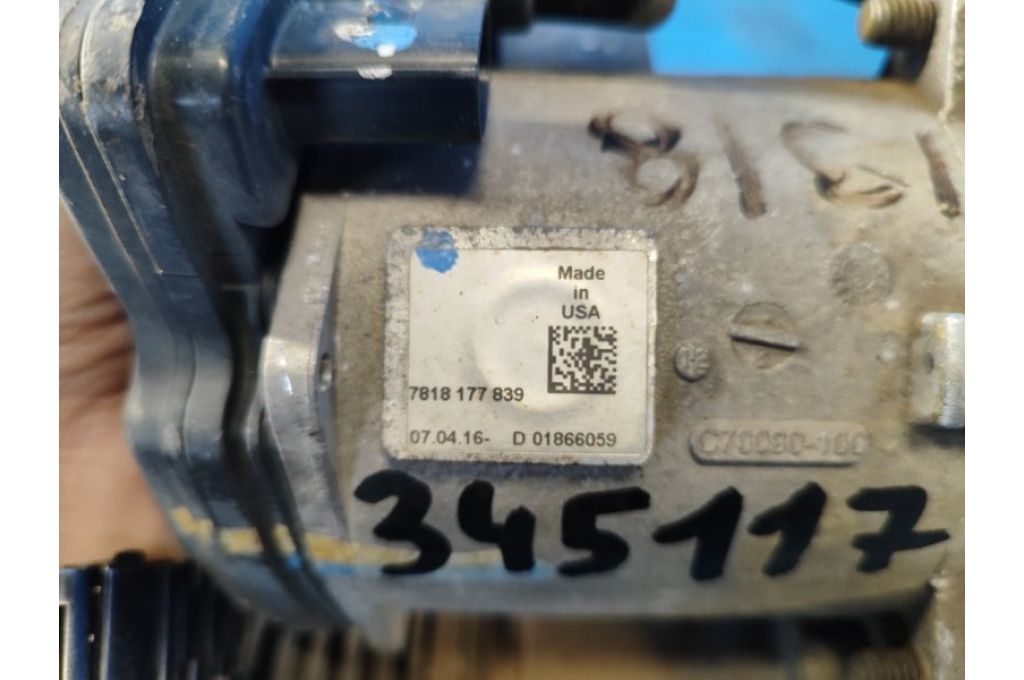 Made
in
USA
7818 177 839
07.04.16- D 01866059
345117